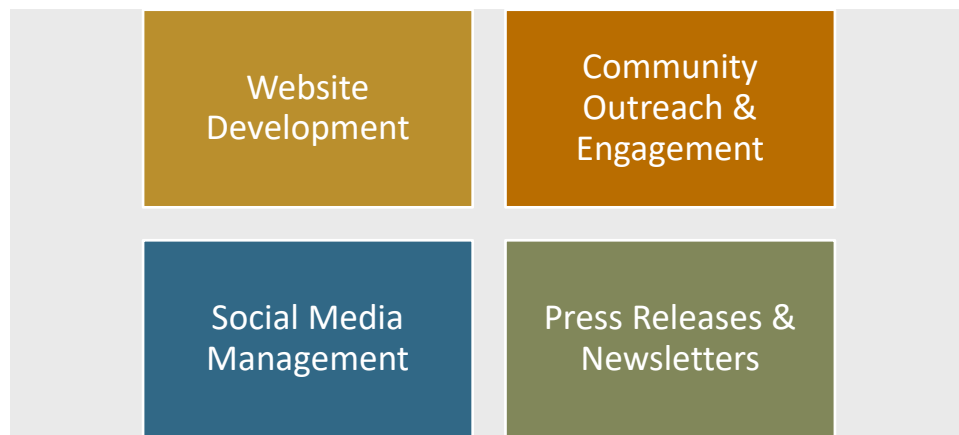 Website
Development
Community
Outreach &
Engagement
Social Media
Management
Press Releases &
Newsletters